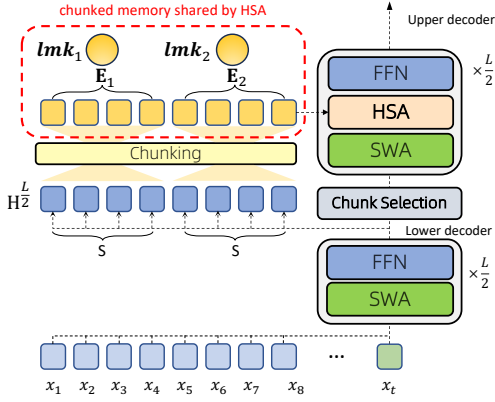 chunked memory shared by HSA
Upper decoder
lmk₁ lmk₂
E₁ E₂
FFN
× L/2
HSA
SWA
Chunking
H^{L/2}
Chunk Selection
S S
Lower decoder
FFN
× L/2
SWA
...
x₁ x₂ x₃ x₄ x₅ x₆ x₇ x₈ xₜ